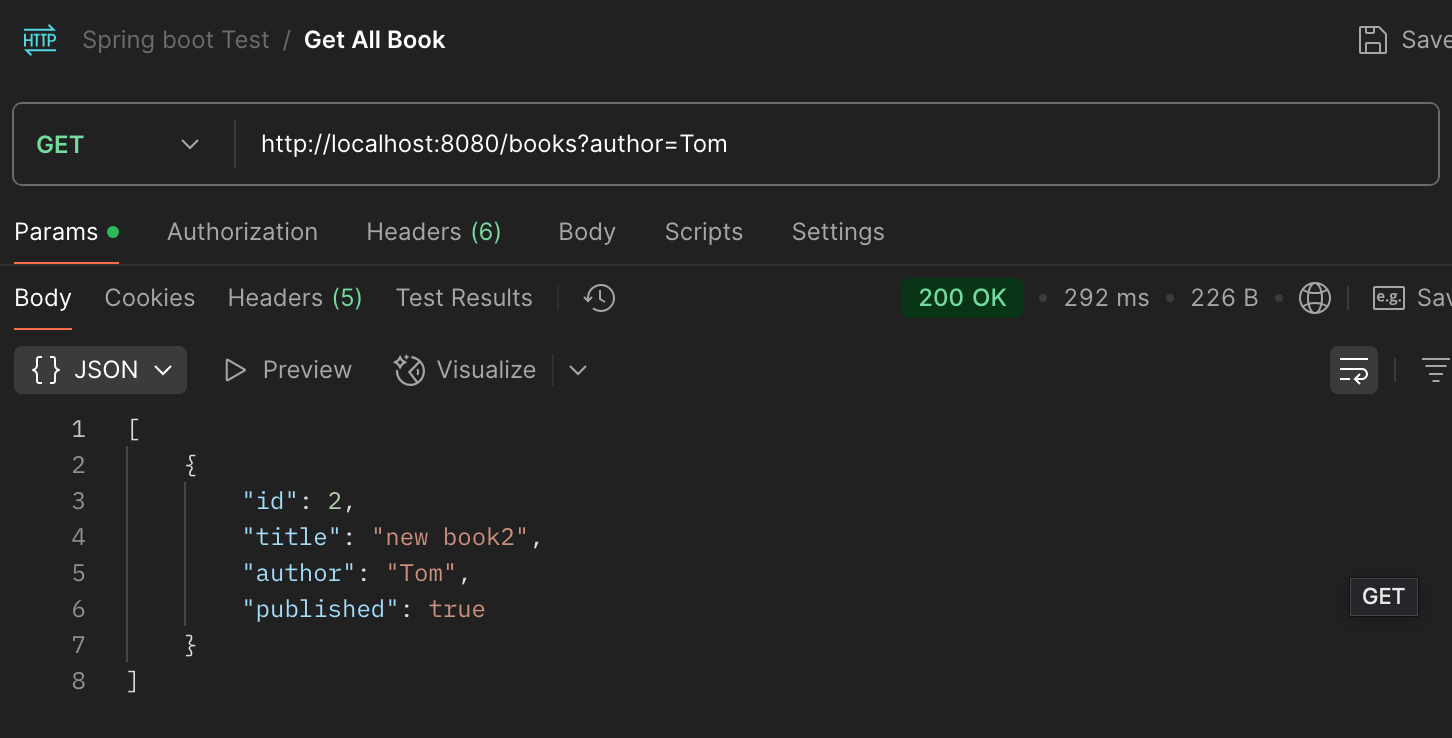 HTTP Spring boot Test / Get All Book Save
GET http://localhost:8080/books?author=Tom
Params Authorization Headers (6) Body Scripts Settings
Body Cookies Headers (5) Test Results 200 OK 292 ms 226 B e.g. Sav
{} JSON Preview Visualize
1 [
2 {
3 "id": 2,
4 "title": "new book2",
5 "author": "Tom",
6 "published": true
GET
7 }
8 ]